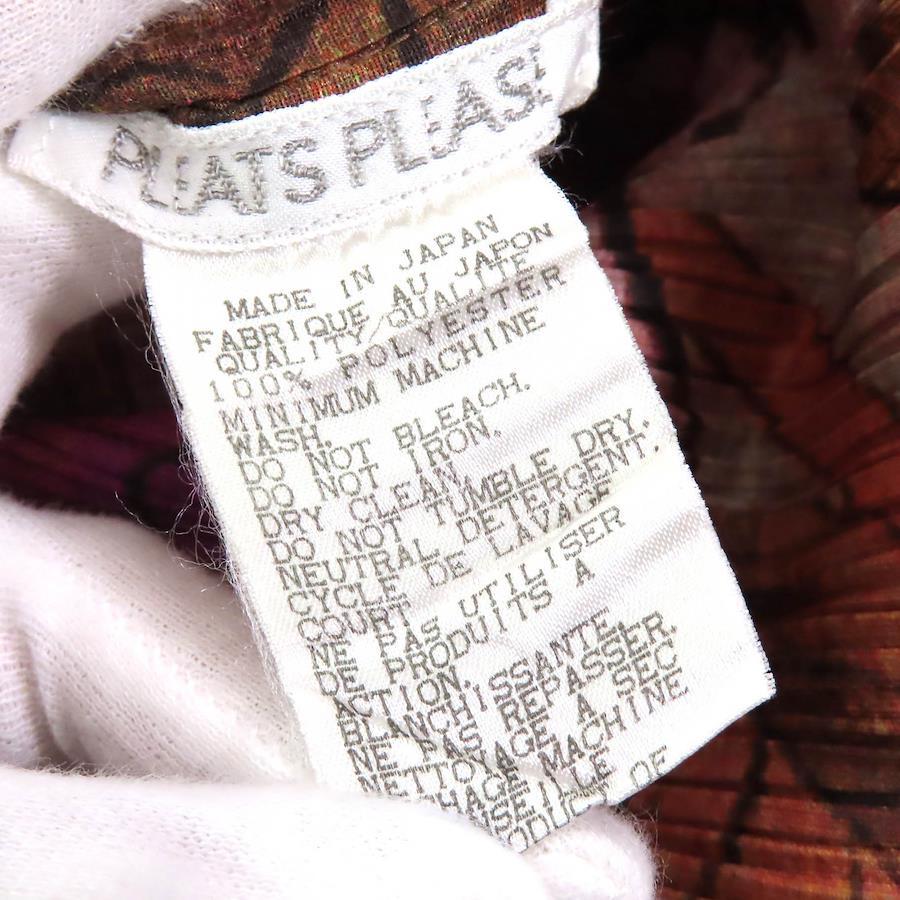 PLEATS PLEASE
MADE IN JAPAN
FABRIQUE AU JAPON
QUALITY/QUALITE
100% POLYESTER
MINIMUM MACHINE
WASH.
DO NOT BLEACH.
DO NOT IRON.
DRY CLEAN
DO NOT TUMBLE DRY.
NEUTRAL DETERGENT.
CYCLE DE LAVAGE
COURT.
NE PAS UTILISER
DE PRODUITS A
ACTION
BLANCHISSANTE.
NE PAS REPASSER.
NETTOYAGE A SEC
MACHINE
OF